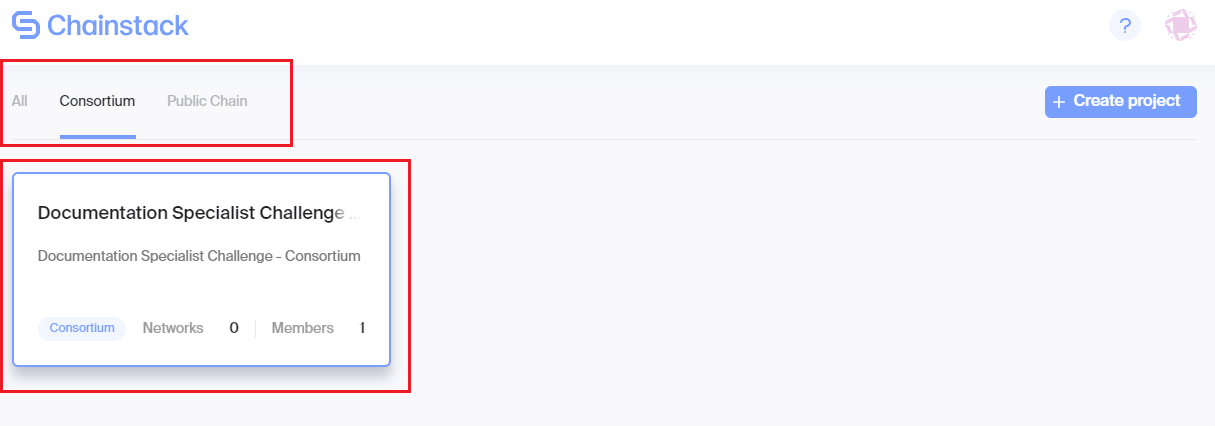 Chainstack
?
All Consortium Public Chain
+ Create project
Documentation Specialist Challenge ...
Documentation Specialist Challenge - Consortium
Consortium Networks 0 Members 1